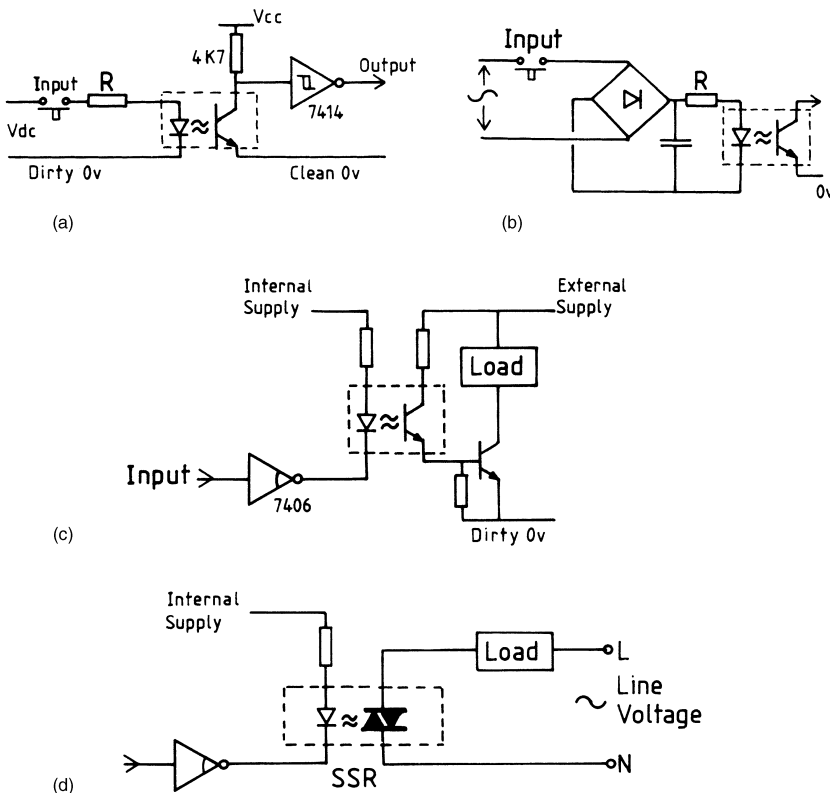 Vcc
4K7
Output
Input
R
7414
Vdc
Dirty 0v
Clean 0v
(a)
Input
R
0v
(b)
Internal
Supply
External
Supply
Load
Input
7406
Dirty 0v
(c)
Internal
Supply
Load
L
Line
Voltage
N
SSR
(d)